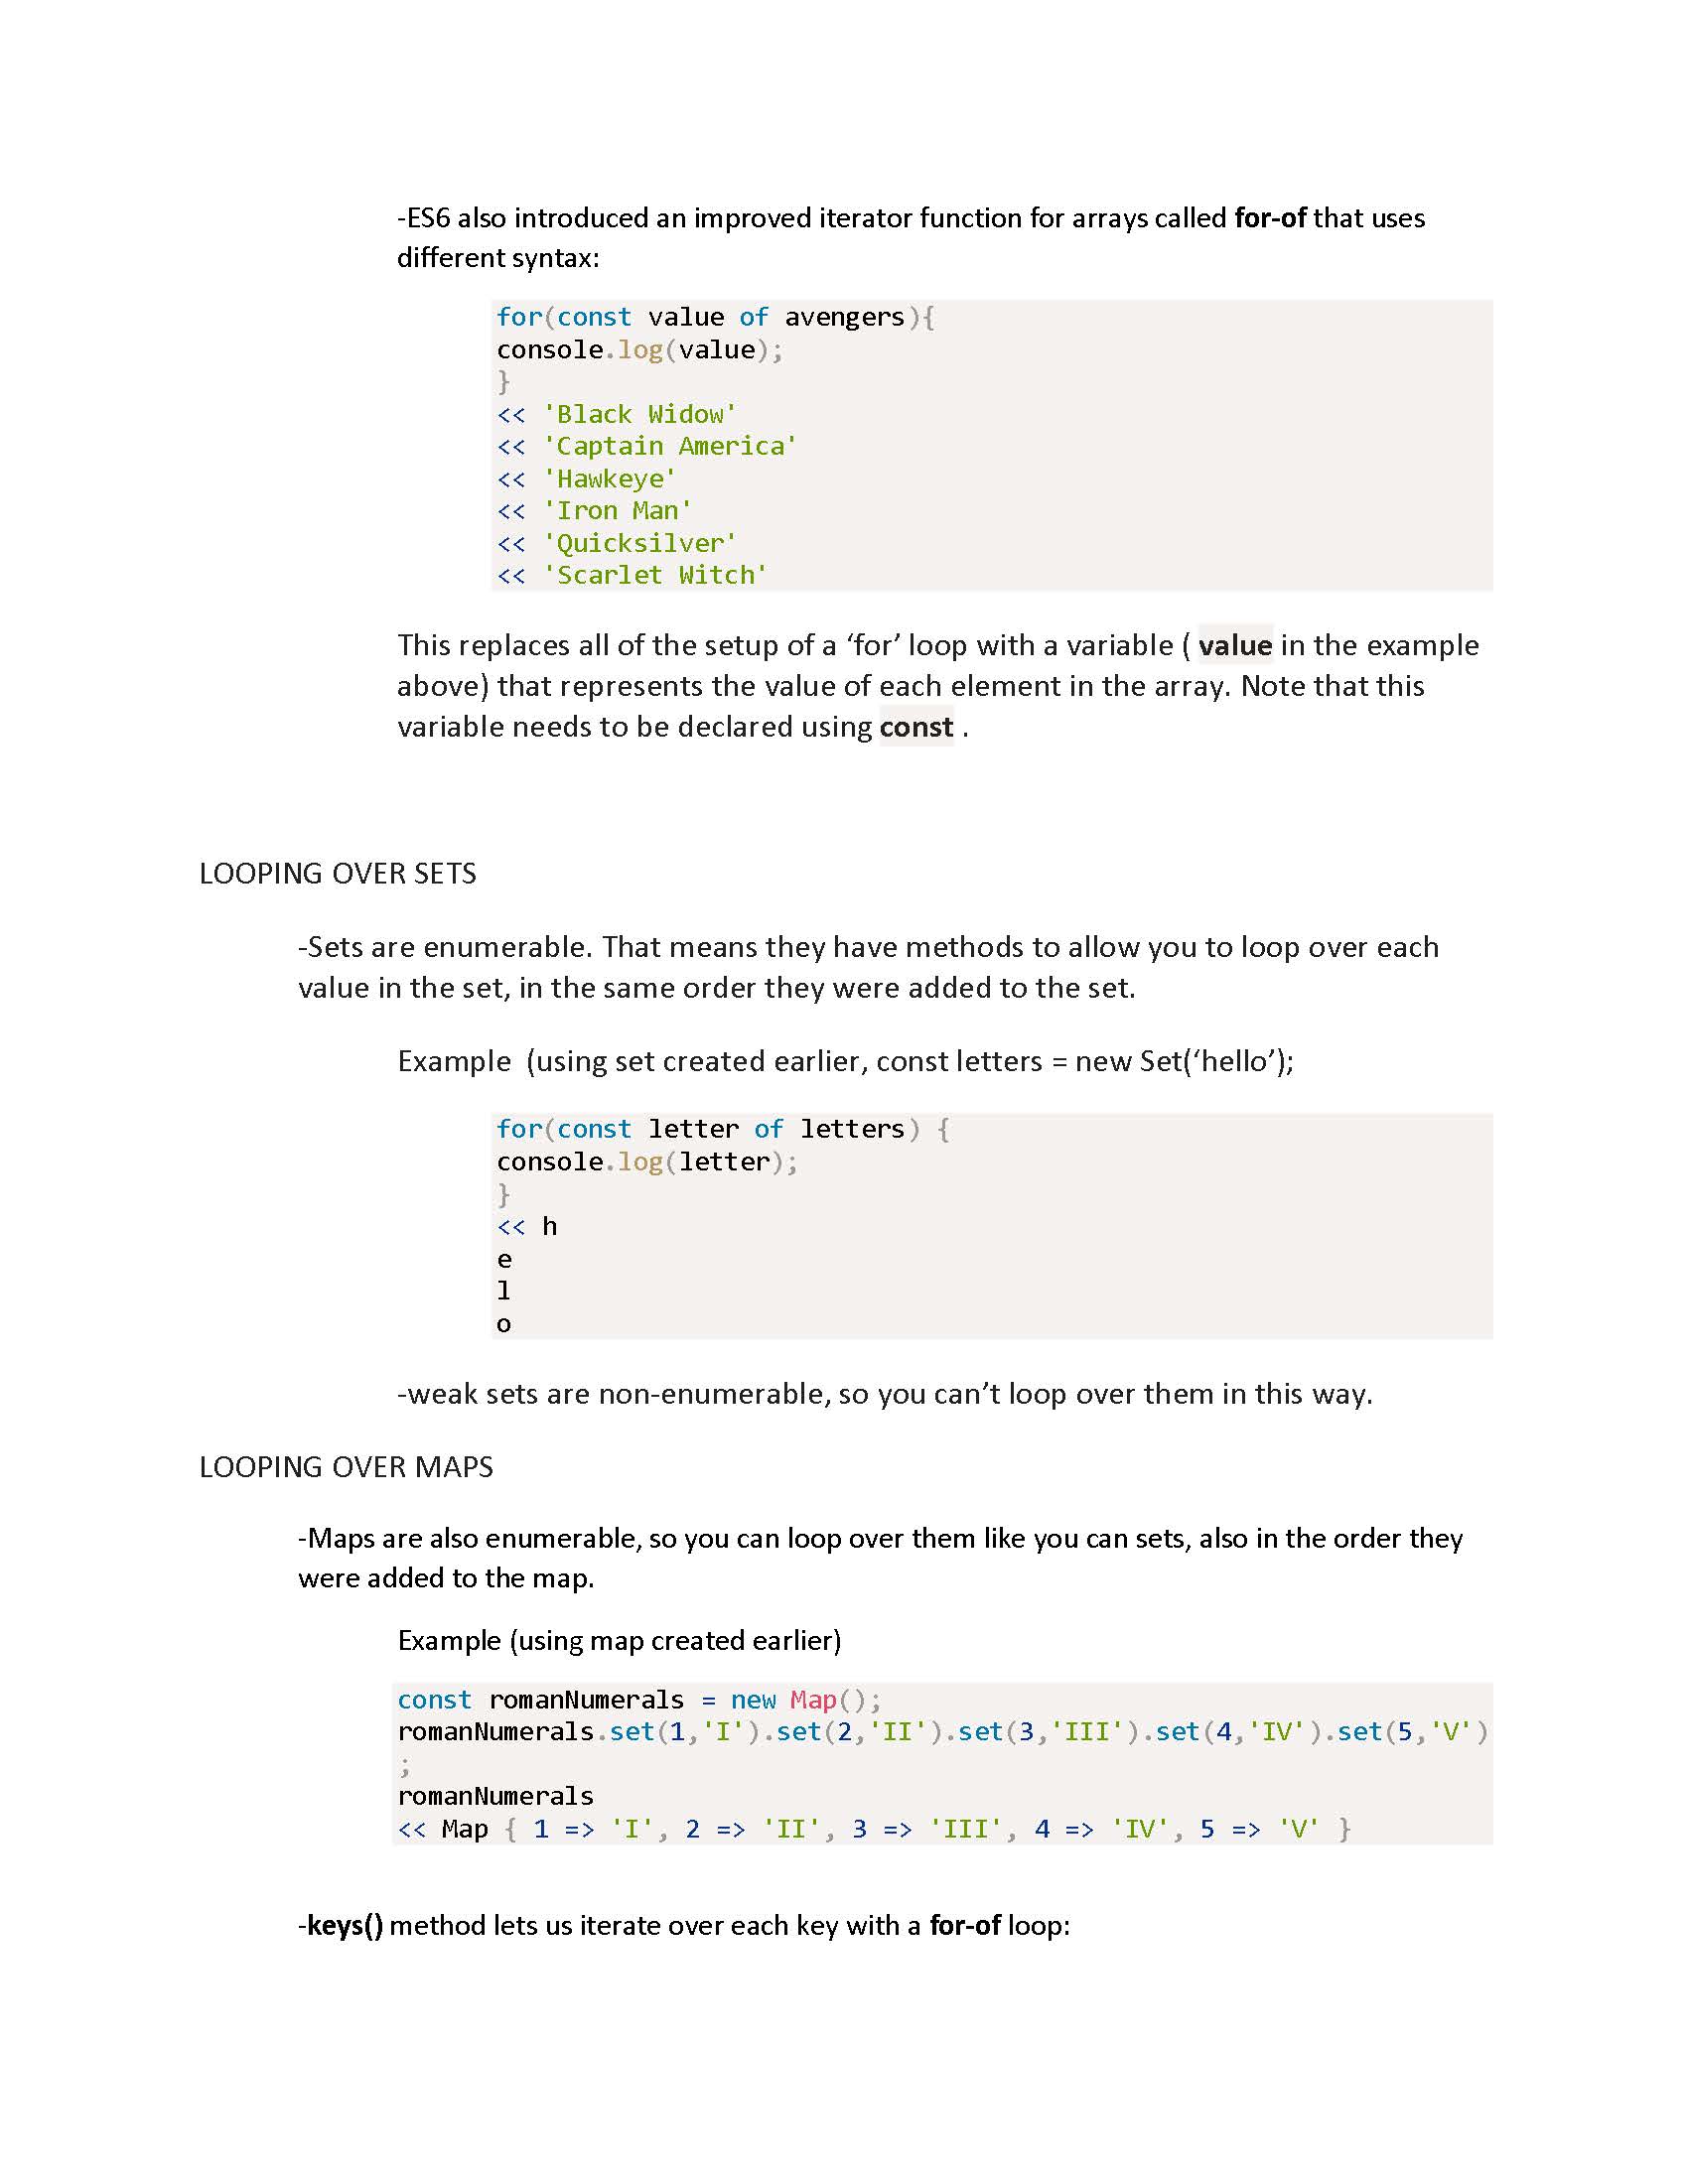 -ES6 also introduced an improved iterator function for arrays called for-of that uses
different syntax:
for(const value of avengers){
console.log(value);
}
<< 'Black Widow'
<< 'Captain America'
<< 'Hawkeye'
<< 'Iron Man'
<< 'Quicksilver'
<< 'Scarlet Witch'
This replaces all of the setup of a ‘for’ loop with a variable ( value in the example
above) that represents the value of each element in the array. Note that this
variable needs to be declared using const .
LOOPING OVER SETS
-Sets are enumerable. That means they have methods to allow you to loop over each
value in the set, in the same order they were added to the set.
Example  (using set created earlier, const letters = new Set(‘hello’);
for(const letter of letters) {
console.log(letter);
}
<< h
e
l
o
-weak sets are non-enumerable, so you can’t loop over them in this way.
LOOPING OVER MAPS
-Maps are also enumerable, so you can loop over them like you can sets, also in the order they
were added to the map.
Example (using map created earlier)
const romanNumerals = new Map();
romanNumerals.set(1,'I').set(2,'II').set(3,'III').set(4,'IV').set(5,'V')
;
romanNumerals
<< Map { 1 => 'I', 2 => 'II', 3 => 'III', 4 => 'IV', 5 => 'V' }
-keys() method lets us iterate over each key with a for-of loop: